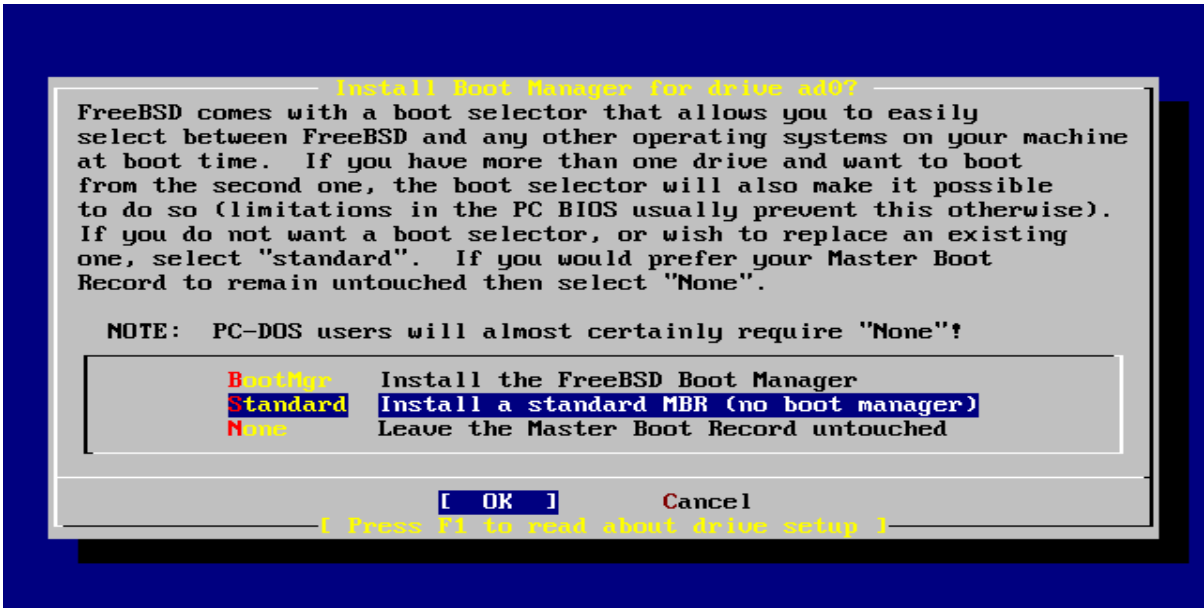 Install Boot Manager for drive ad0?
FreeBSD comes with a boot selector that allows you to easily
select between FreeBSD and any other operating systems on your machine
at boot time.  If you have more than one drive and want to boot
from the second one, the boot selector will also make it possible
to do so (limitations in the PC BIOS usually prevent this otherwise).
If you do not want a boot selector, or wish to replace an existing
one, select "standard".  If you would prefer your Master Boot
Record to remain untouched then select "None".
NOTE:  PC-DOS users will almost certainly require "None"!
BootMgr   Install the FreeBSD Boot Manager
Standard  Install a standard MBR (no boot manager)
None      Leave the Master Boot Record untouched
[  OK  ]        Cancel
[ Press F1 to read about drive setup ]